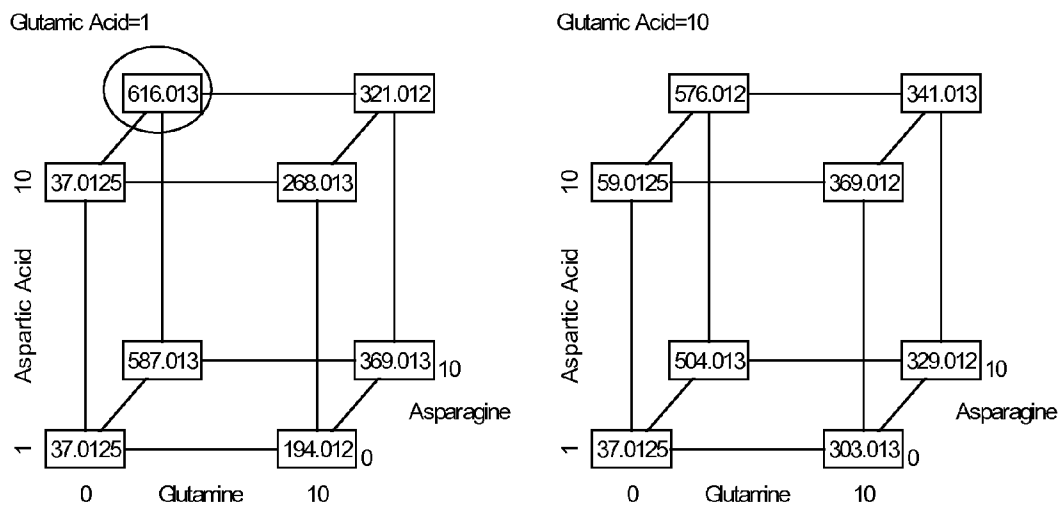 Glutamic Acid=1
Glutamic Acid=10
616.013 321.012
37.0125 268.013
10
Aspartic Acid
587.013 369.013 10
Asparagine
1
37.0125 194.012 0
0 Glutamine 10
576.012 341.013
59.0125 369.012
10
Aspartic Acid
504.013 329.012 10
Asparagine
1
37.0125 303.013 0
0 Glutamine 10